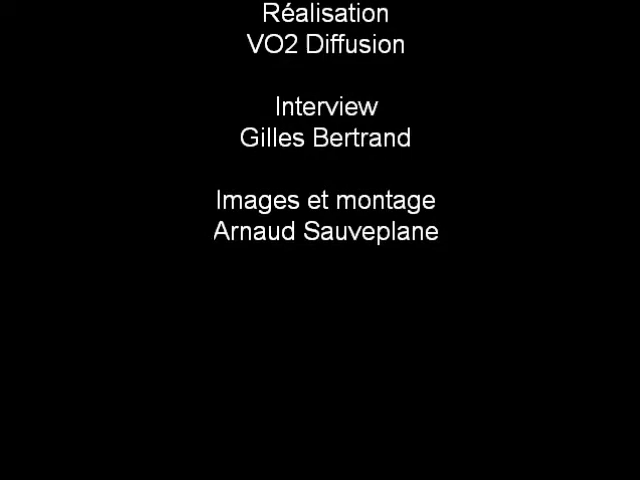 Réalisation
VO2 Diffusion
Interview
Gilles Bertrand
Images et montage
Arnaud Sauveplane